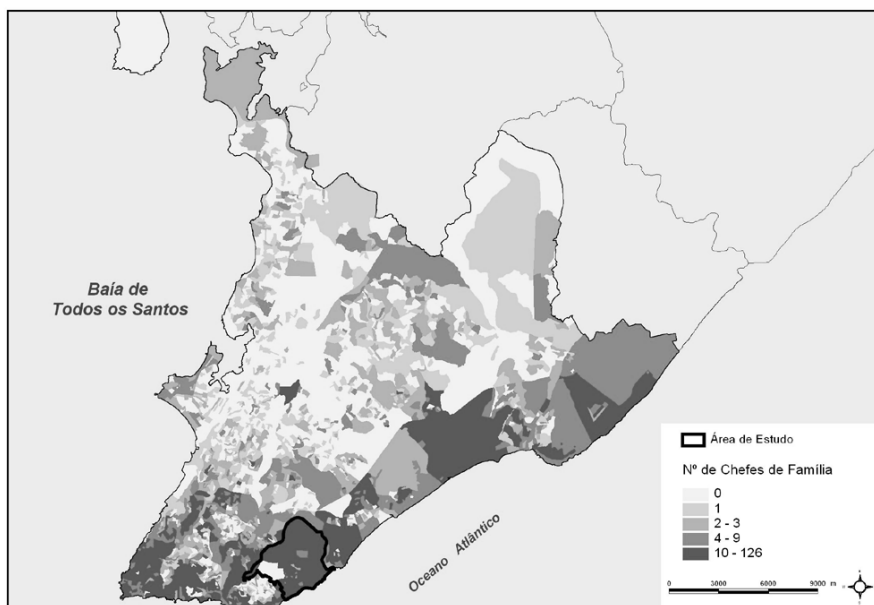 Baía de
Todos os Santos
Oceano Atlântico
Área de Estudo
Nº de Chefes de Família
0
1
2 - 3
4 - 9
10 - 126
0 3000 6000 9000 m